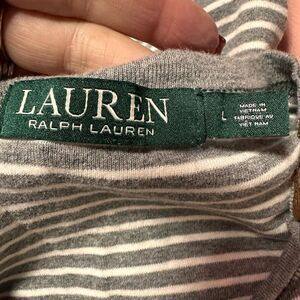 LAUREN
RALPH LAUREN
L
MADE IN
VIETNAM
FABRIQUÉ AU
VIET NAM